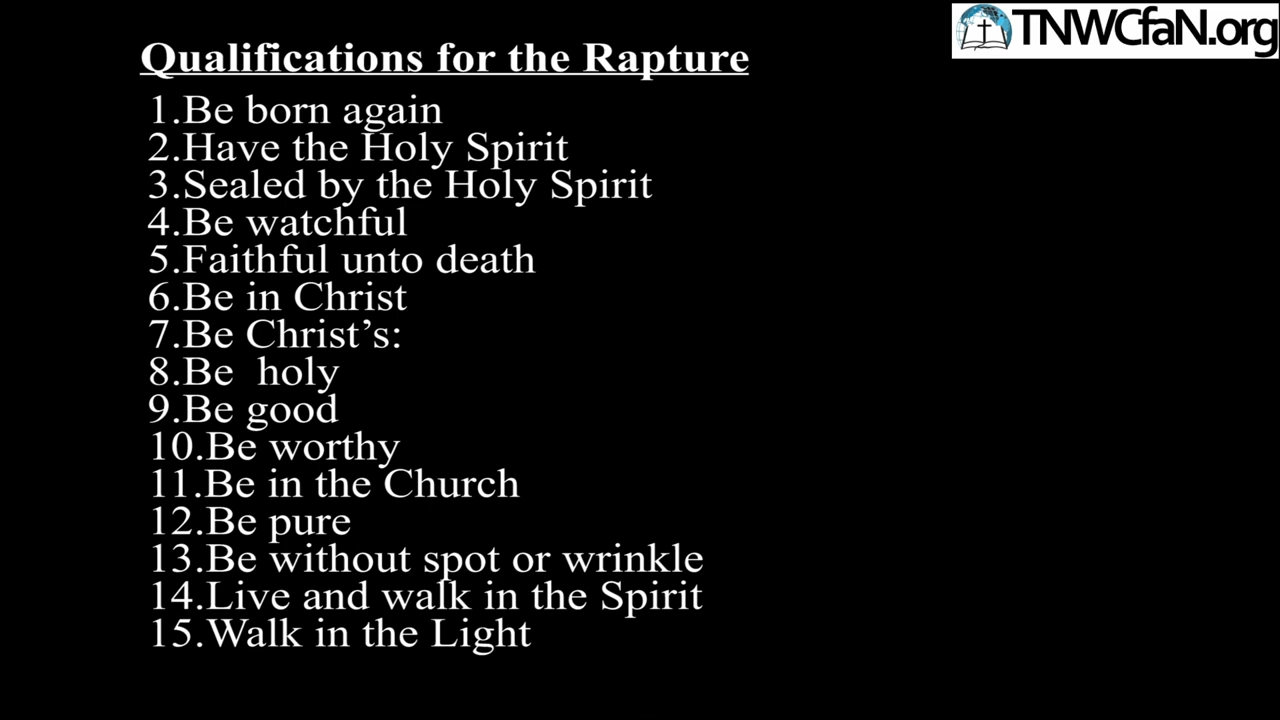 TNWCfaN.org
Qualifications for the Rapture
1.Be born again
2.Have the Holy Spirit
3.Sealed by the Holy Spirit
4.Be watchful
5.Faithful unto death
6.Be in Christ
7.Be Christ’s:
8.Be  holy
9.Be good
10.Be worthy
11.Be in the Church
12.Be pure
13.Be without spot or wrinkle
14.Live and walk in the Spirit
15.Walk in the Light